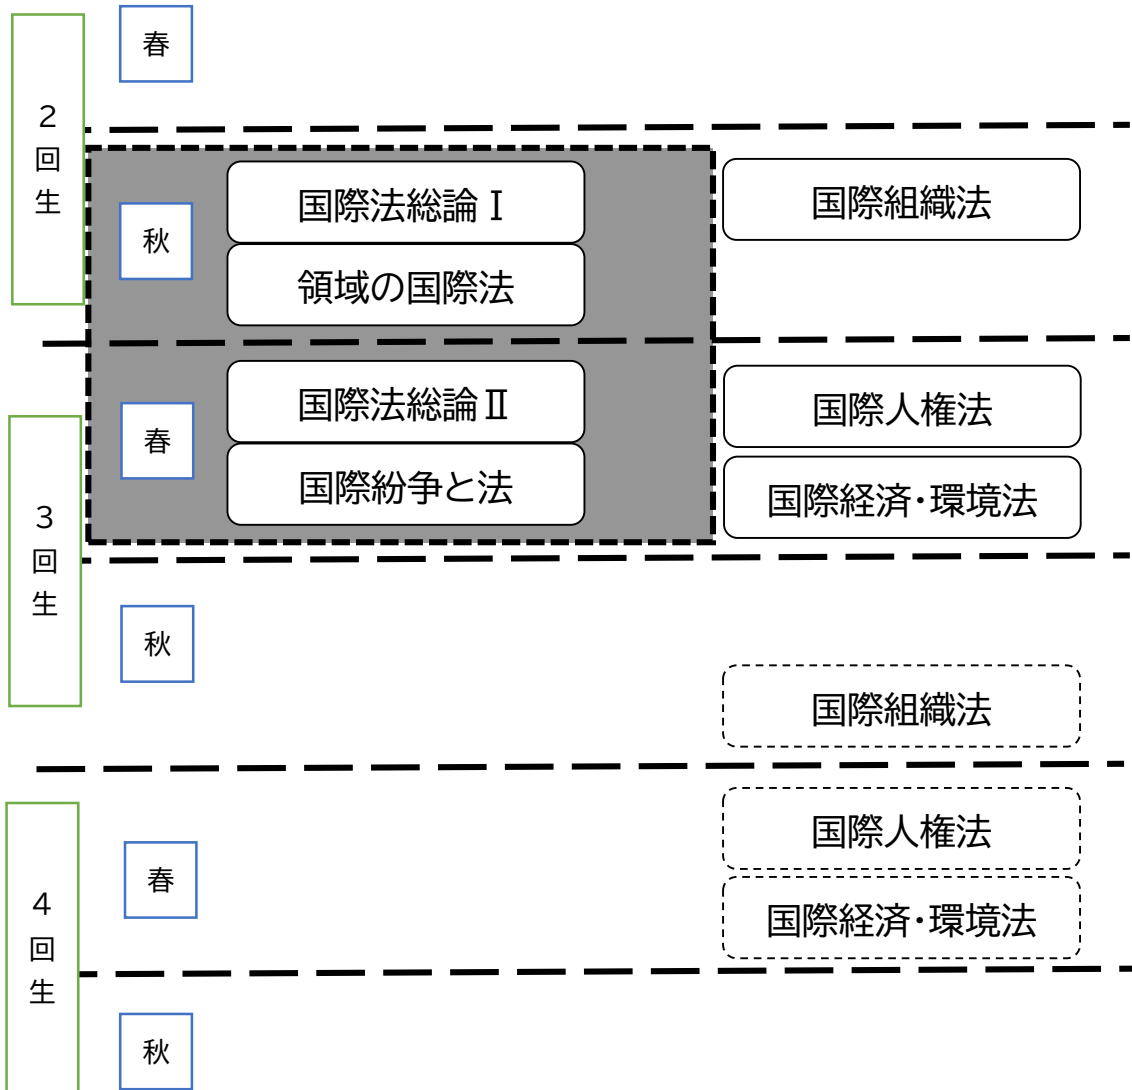 2回生
春
秋
国際法総論Ⅰ
国際組織法
領域の国際法
3回生
春
国際法総論Ⅱ
国際人権法
国際紛争と法
国際経済・環境法
秋
国際組織法
4回生
春
国際人権法
国際経済・環境法
秋